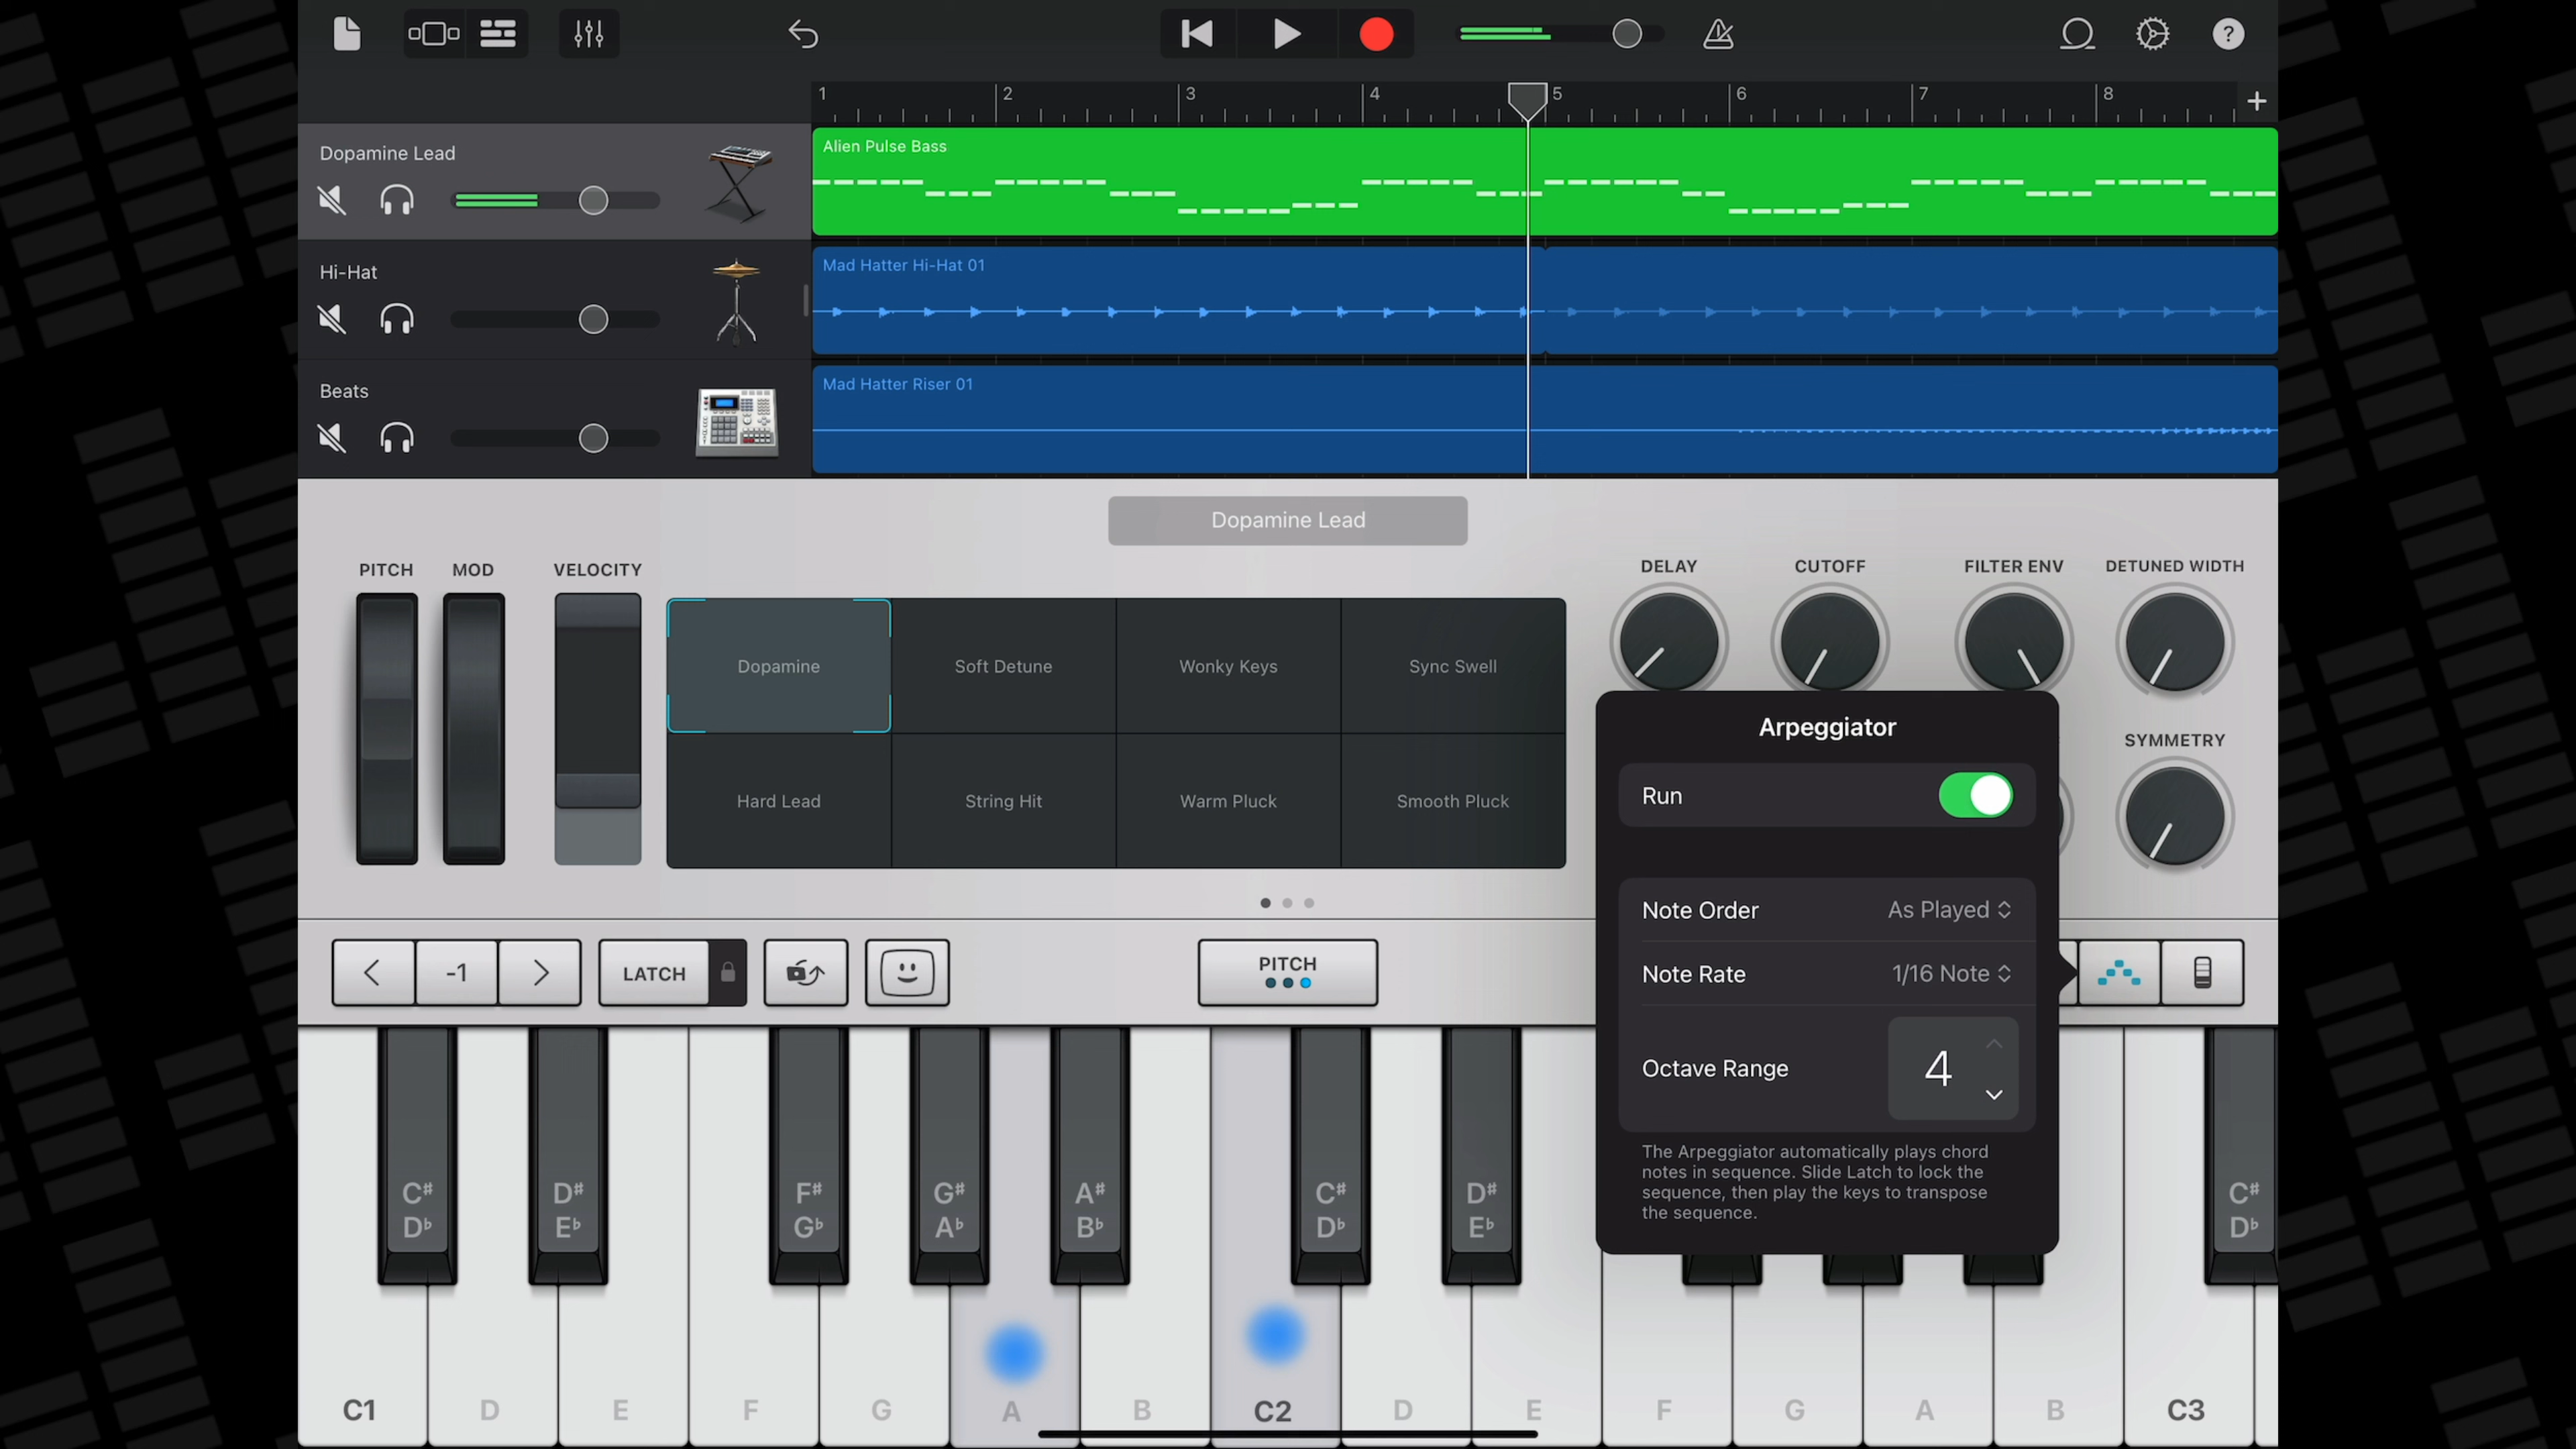 ?
1 2 3 4 5 6 7 8 +
Dopamine Lead
Alien Pulse Bass
Hi-Hat
Mad Hatter Hi-Hat 01
Beats
Mad Hatter Riser 01
Dopamine Lead
PITCH MOD VELOCITY
DELAY CUTOFF FILTER ENV DETUNED WIDTH
Dopamine Soft Detune Wonky Keys Sync Swell
Hard Lead String Hit Warm Pluck Smooth Pluck
SYMMETRY
Arpeggiator
Run
Note Order As Played
Note Rate 1/16 Note
Octave Range 4
The Arpeggiator automatically plays chord
notes in sequence. Slide Latch to lock the
sequence, then play the keys to transpose
the sequence.
-1 LATCH PITCH
C# D# F# G# A# C# D# C#
D♭ E♭ G♭ A♭ B♭ D♭ E♭ D♭
C1 D E F G A B C2 D E F G A B C3